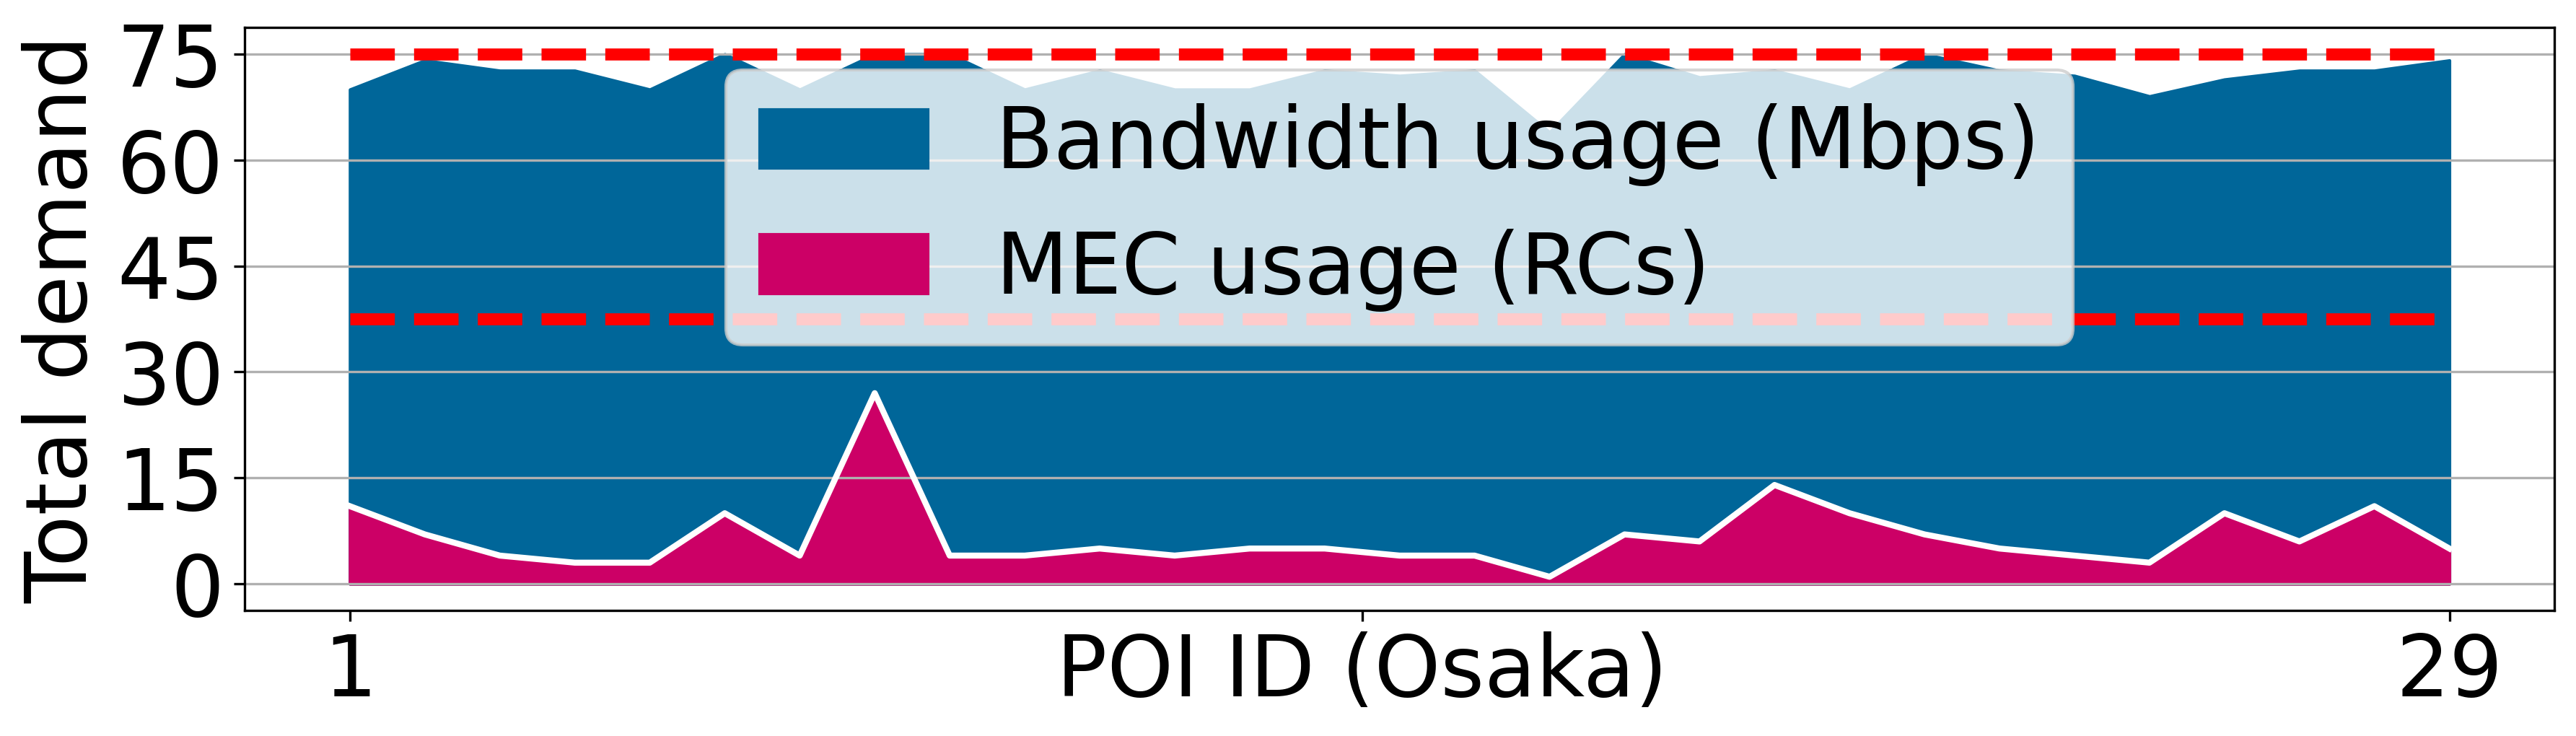 Total demand
75
60
45
30
15
0
Bandwidth usage (Mbps)
MEC usage (RCs)
1
POI ID (Osaka)
29